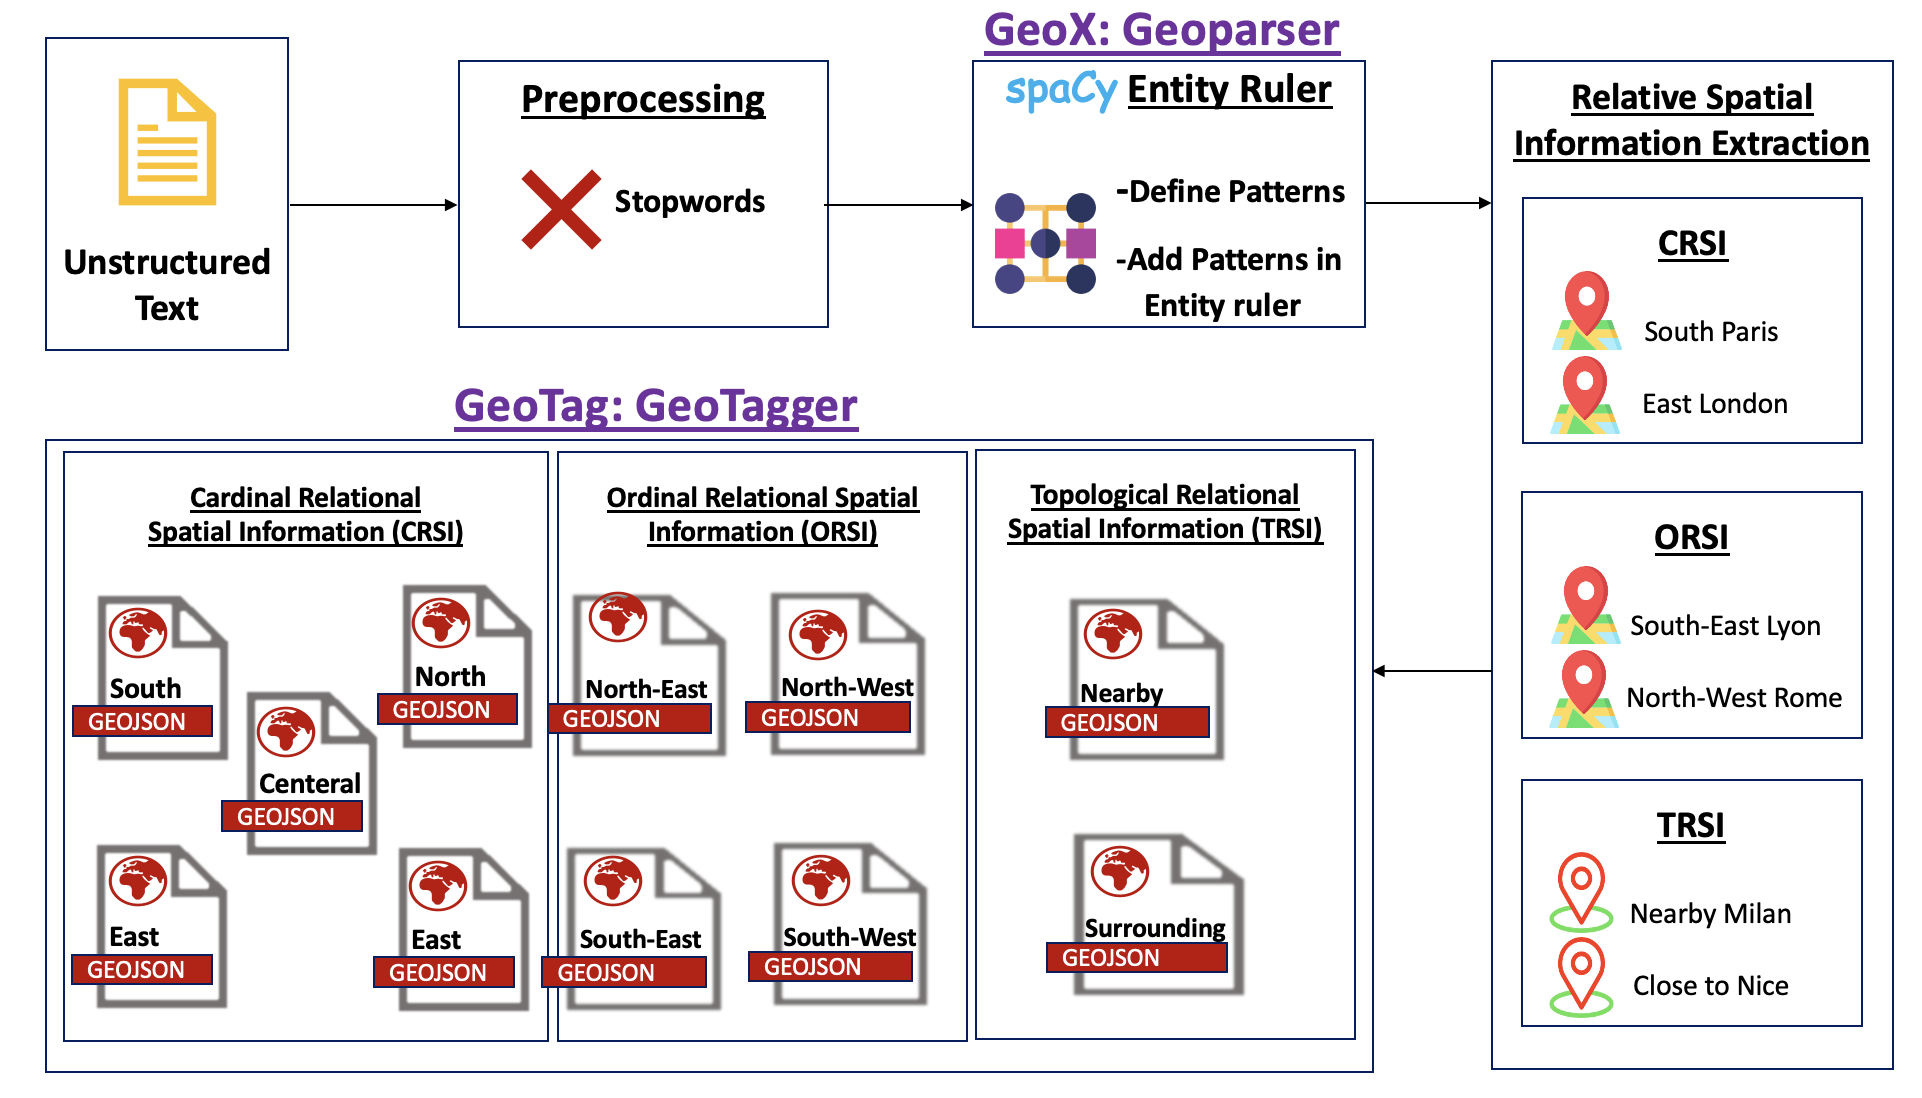 GeoX: Geoparser
Unstructured
Text
Preprocessing
Stopwords
spaCy Entity Ruler
-Define Patterns
-Add Patterns in
Entity ruler
Relative Spatial
Information Extraction
CRSI
South Paris
East London
ORSI
South-East Lyon
North-West Rome
TRSI
Nearby Milan
Close to Nice
GeoTag: GeoTagger
Cardinal Relational
Spatial Information (CRSI)
South
GEOJSON
North
GEOJSON
Centeral
GEOJSON
East
GEOJSON
East
GEOJSON
Ordinal Relational Spatial
Information (ORSI)
North-East
GEOJSON
North-West
GEOJSON
South-East
GEOJSON
South-West
GEOJSON
Topological Relational
Spatial Information (TRSI)
Nearby
GEOJSON
Surrounding
GEOJSON